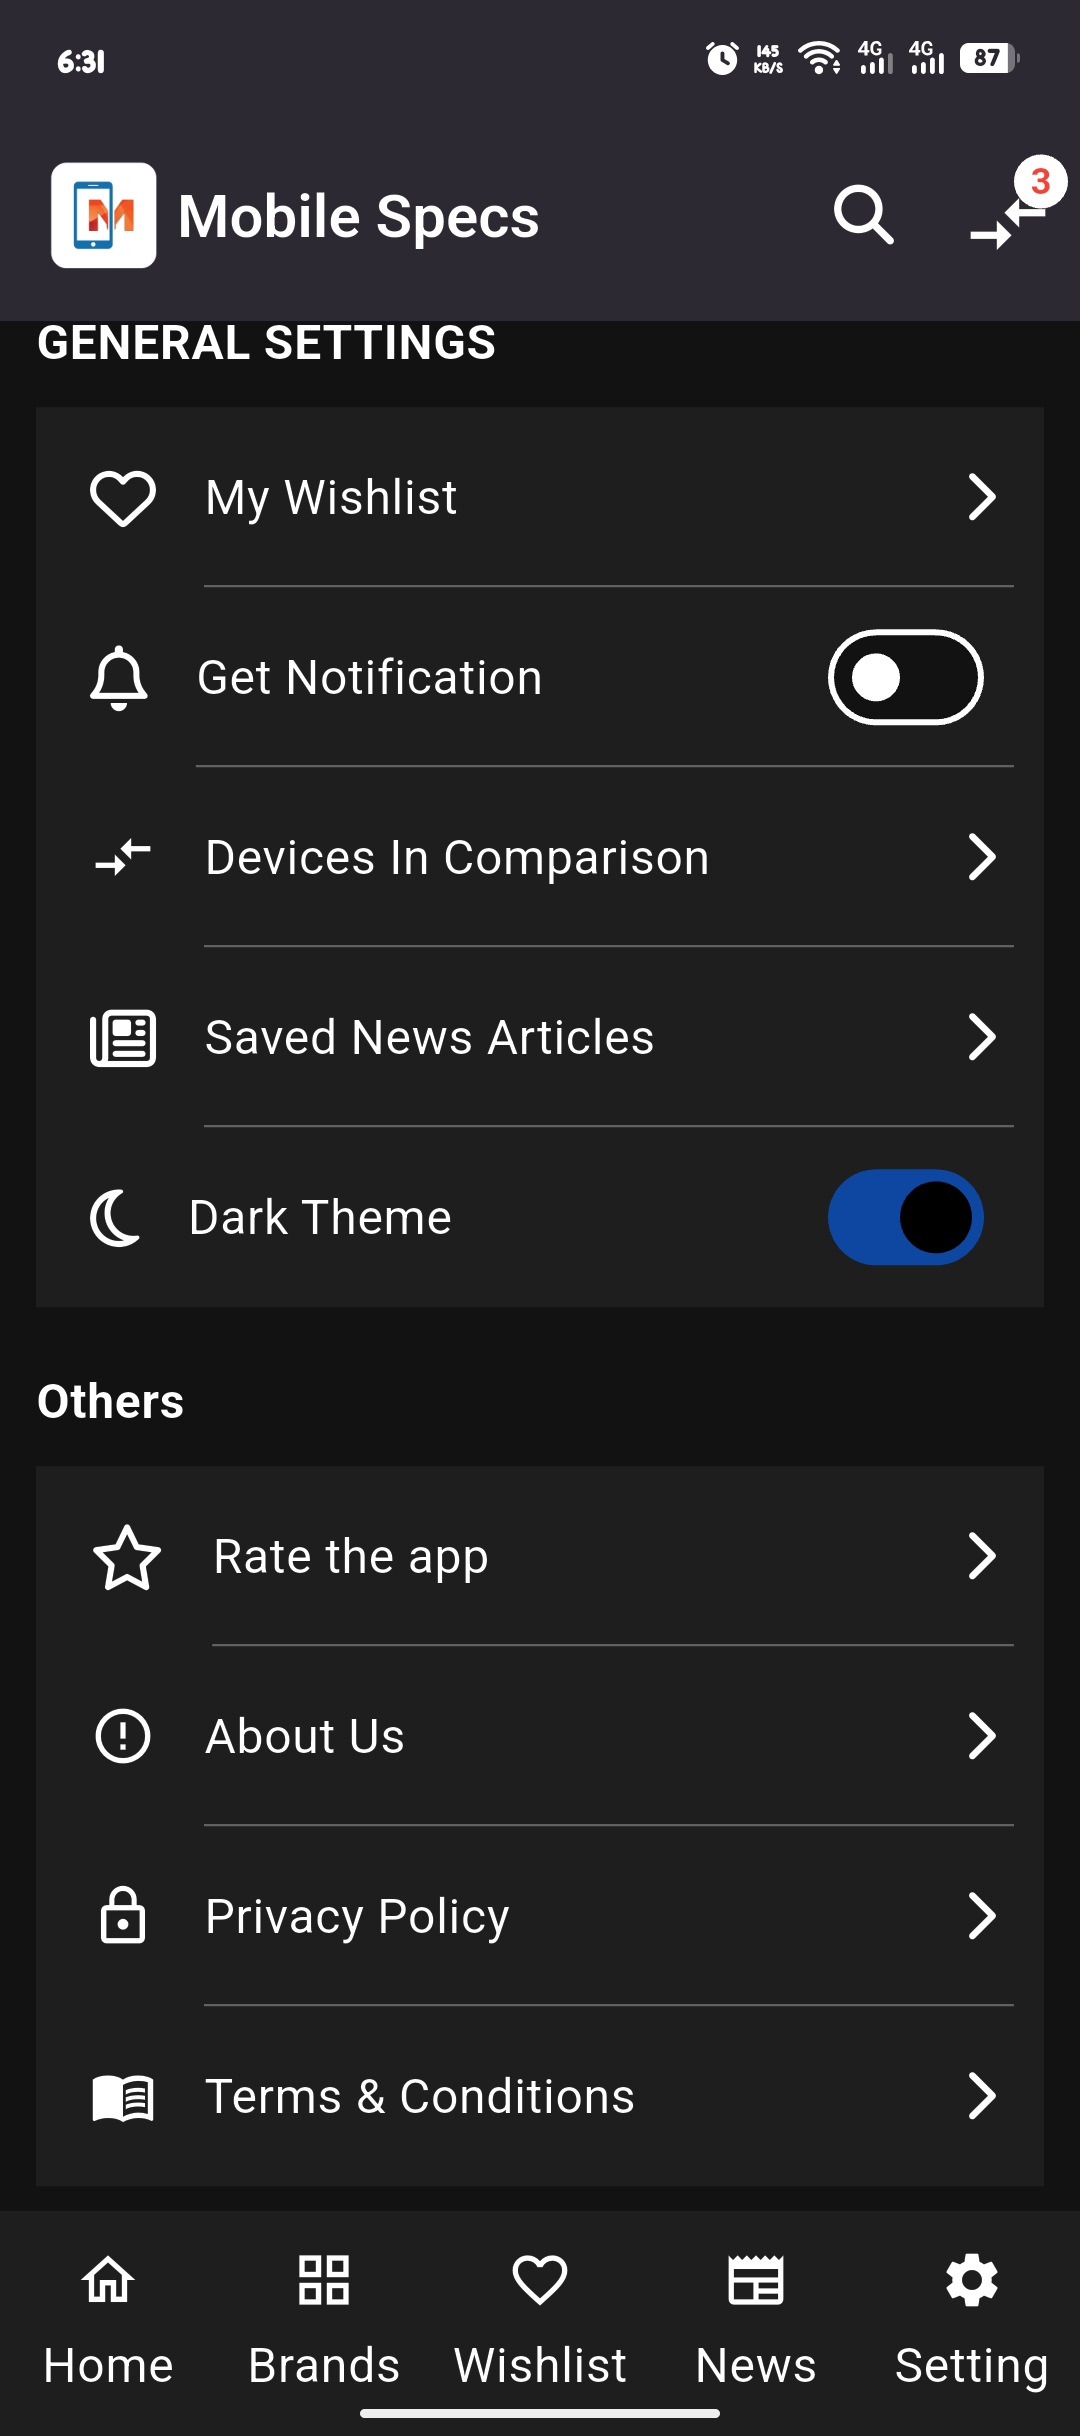 6:31
145
KB/S
4G
4G
87
M
Mobile Specs
3
GENERAL SETTINGS
My Wishlist
Get Notification
Devices In Comparison
Saved News Articles
Dark Theme
Others
Rate the app
About Us
Privacy Policy
Terms & Conditions
Home Brands Wishlist News Setting